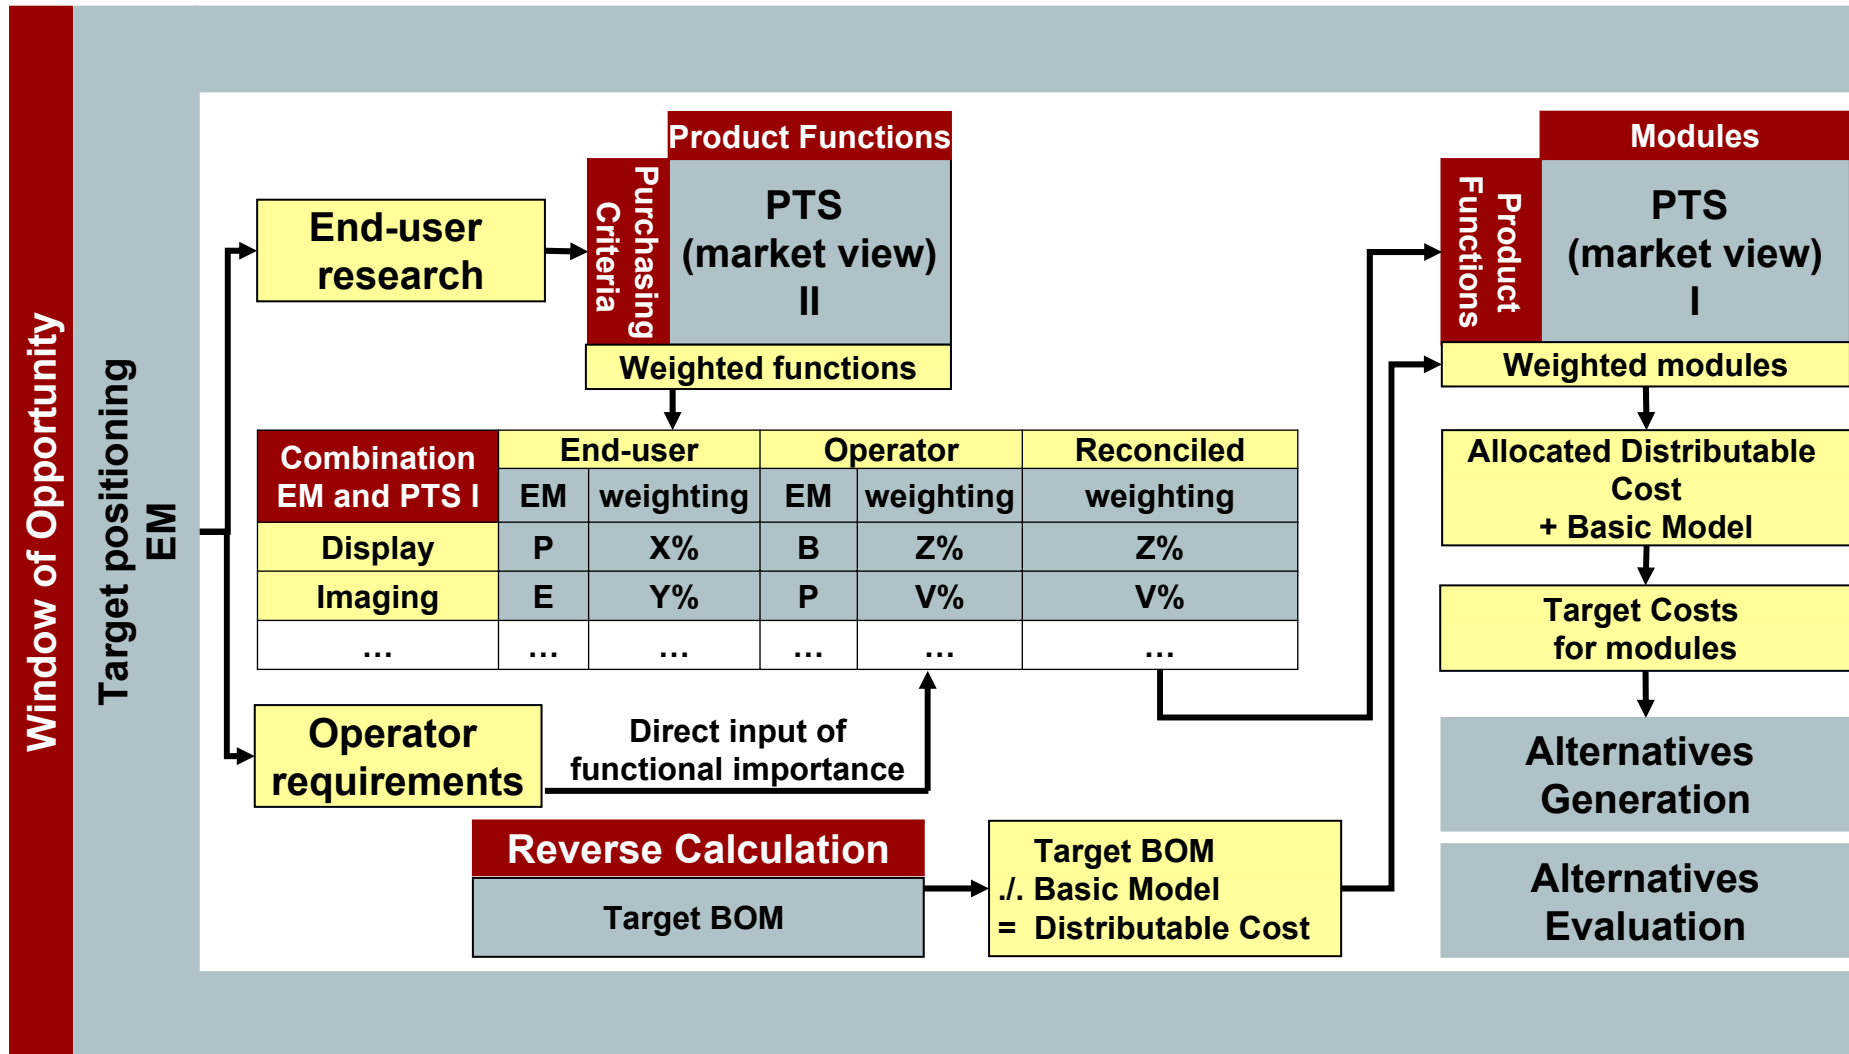 Window of Opportunity
Target positioning
EM
End-user
research
Product Functions
Purchasing
Criteria
PTS
(market view)
II
Weighted functions
Combination
EM and PTS I
End-user
Operator
Reconciled
EM
weighting
EM
weighting
weighting
Display
P
X%
B
Z%
Z%
Imaging
E
Y%
P
V%
V%
...
...
...
...
...
...
Operator
requirements
Direct input of
functional importance
Reverse Calculation
Target BOM
Target BOM
./. Basic Model
= Distributable Cost
Modules
Product
Functions
PTS
(market view)
I
Weighted modules
Allocated Distributable
Cost
+ Basic Model
Target Costs
for modules
Alternatives
Generation
Alternatives
Evaluation